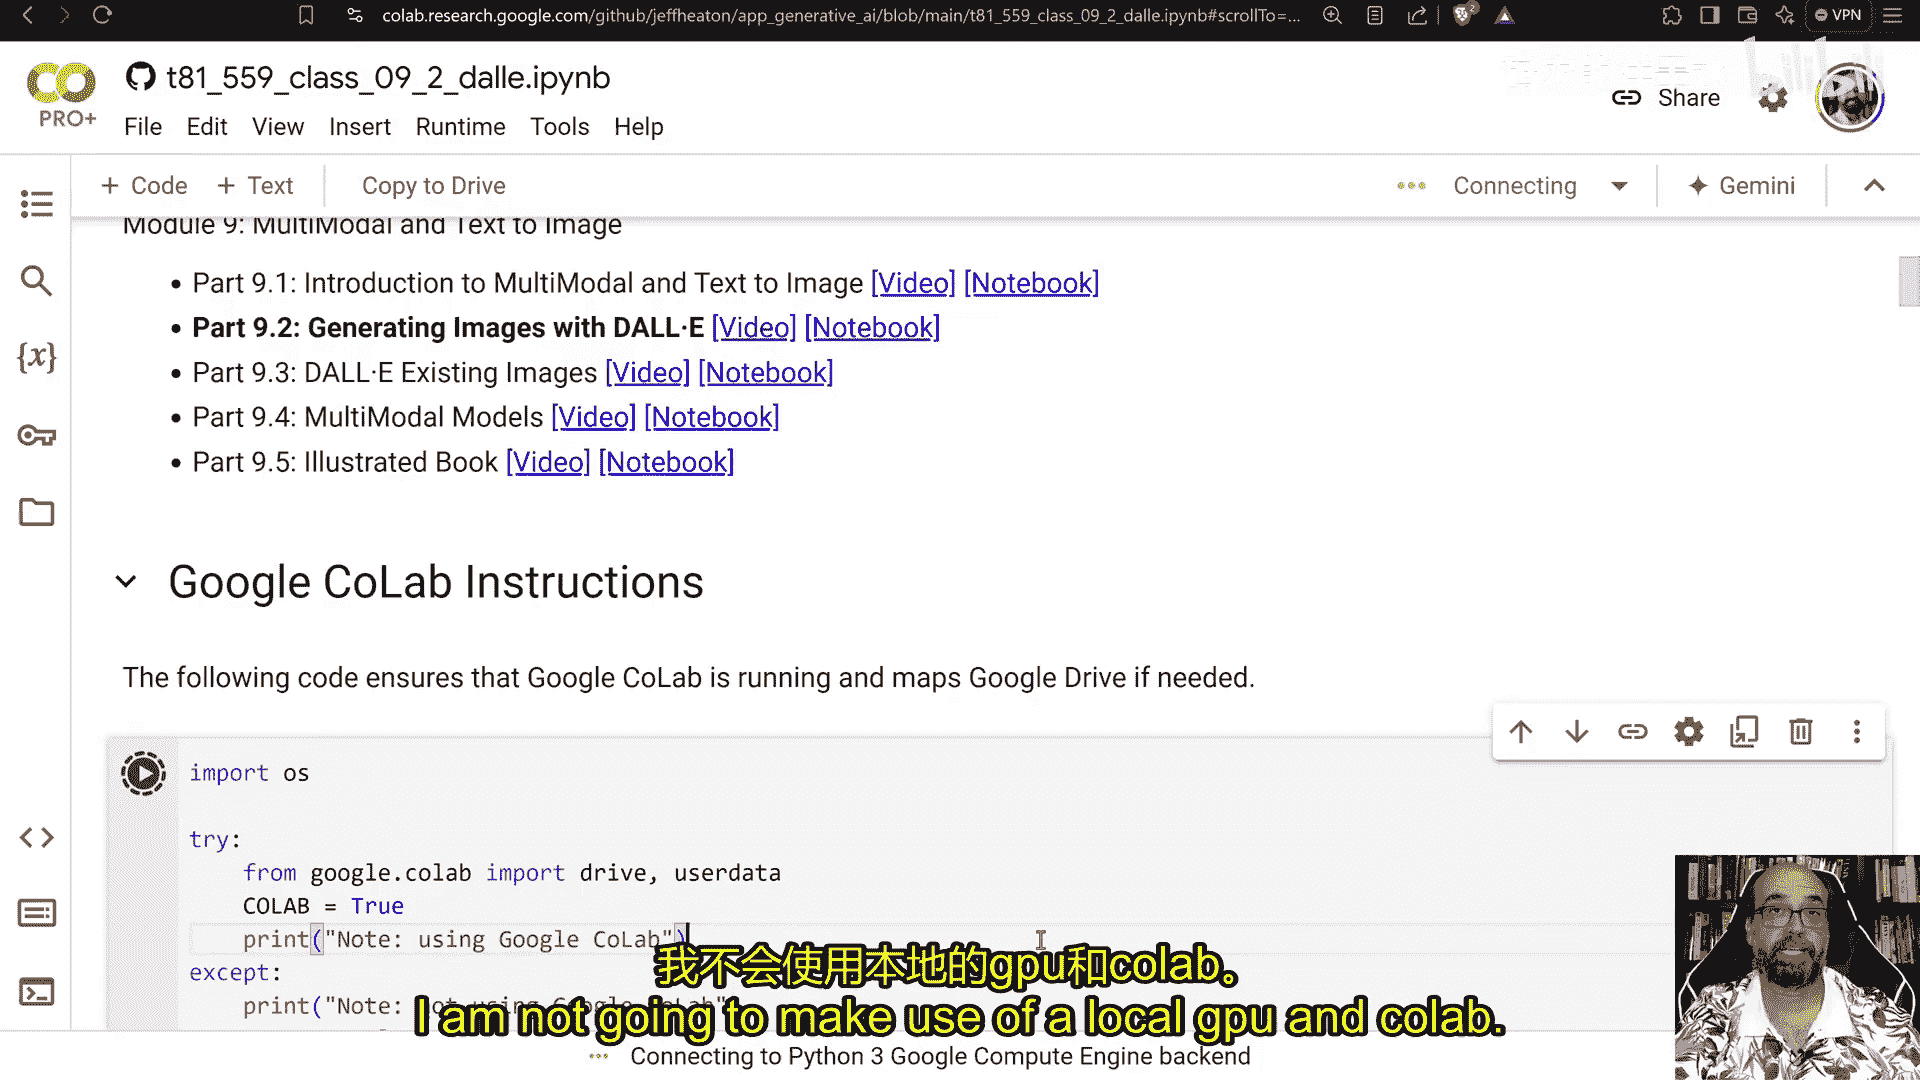 colab.research.google.com/github/jeffheaton/app_generative_ai/blob/main/t81_559_class_09_2_dalle.ipynb#scrollTo=...
2
VPN
CO
PRO+
t81_559_class_09_2_dalle.ipynb
bilibili
Share
File Edit View Insert Runtime Tools Help
+ Code + Text Copy to Drive Connecting Gemini
Module 9: MultiModal and Text to Image
• Part 9.1: Introduction to MultiModal and Text to Image [Video] [Notebook]
• Part 9.2: Generating Images with DALL·E [Video] [Notebook]
• Part 9.3: DALL·E Existing Images [Video] [Notebook]
• Part 9.4: MultiModal Models [Video] [Notebook]
• Part 9.5: Illustrated Book [Video] [Notebook]
Google CoLab Instructions
The following code ensures that Google CoLab is running and maps Google Drive if needed.
import os
try:
from google.colab import drive, userdata
COLAB = True
print("Note: using Google CoLab")
except:
print("Note: not using Google CoLab"
我不会使用本地的gpu和colab。
I am not going to make use of a local gpu and colab.
Connecting to Python 3 Google Compute Engine backend